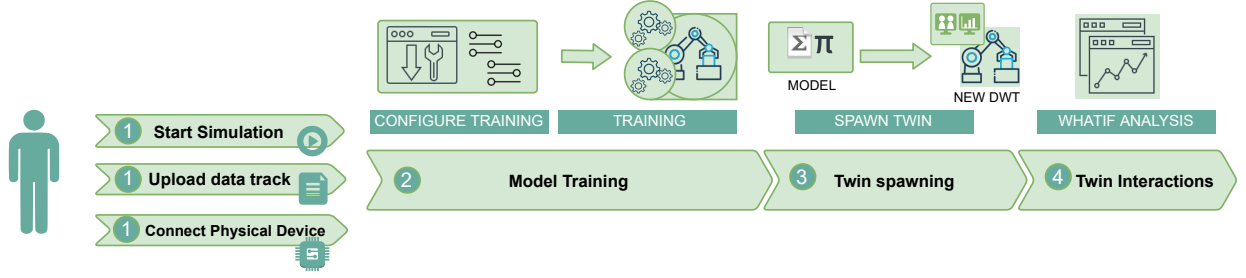 Σ π
MODEL
NEW DWT
CONFIGURE TRAINING
TRAINING
SPAWN TWIN
WHATIF ANALYSIS
1 Start Simulation
1 Upload data track
1 Connect Physical Device
2 Model Training
3 Twin spawning
4 Twin Interactions